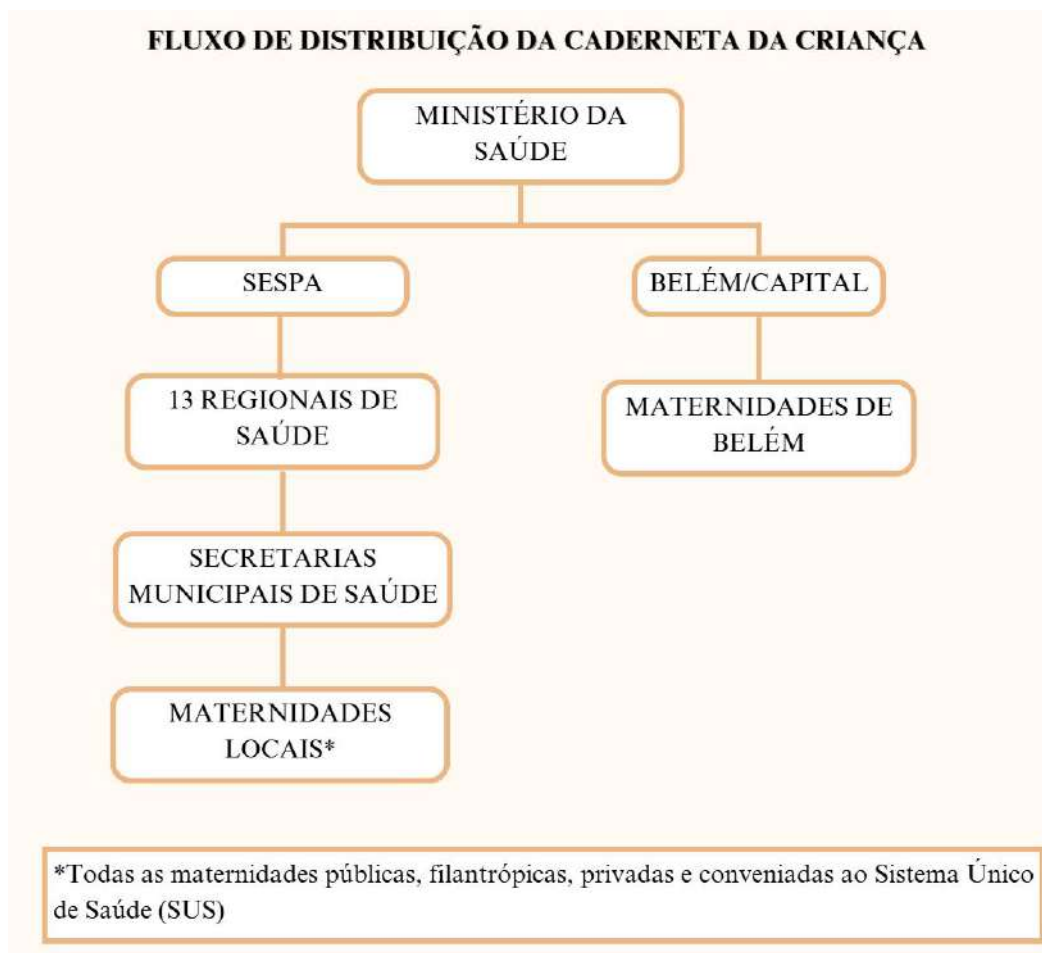 FLUXO DE DISTRIBUIÇÃO DA CADERNETA DA CRIANÇA
MINISTÉRIO DA
SAÚDE
SESPA
BELÉM/CAPITAL
13 REGIONAIS DE
SAÚDE
MATERNIDADES DE
BELÉM
SECRETARIAS
MUNICIPAIS DE SAÚDE
MATERNIDADES
LOCAIS*
*Todas as maternidades públicas, filantrópicas, privadas e conveniadas ao Sistema Único
de Saúde (SUS)